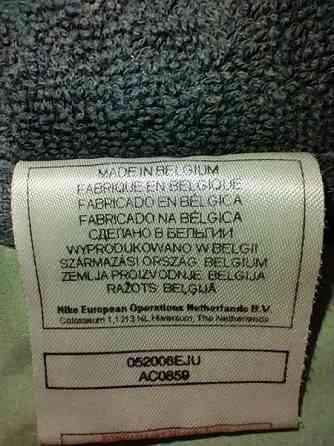 MADE IN BELGIUM
FABRIQUE EN BELGIQUE
FABRICADO EN BÉLGICA
FABRICADO NA BÉLGICA
СДЕЛАНО В БЕЛЬГИИ
WYPRODUKOWANO W BELGII
SZÁRMAZÁSI ORSZÁG: BELGIUM
ZEMLJA PROIZVODNJE: BELGIJA
RAŽOTS: BEĻĢIJĀ
Nike European Operations Netherlands B.V.
Colosseum 1, 1213 NL Hilversum, The Netherlands
052006EJU
AC0859